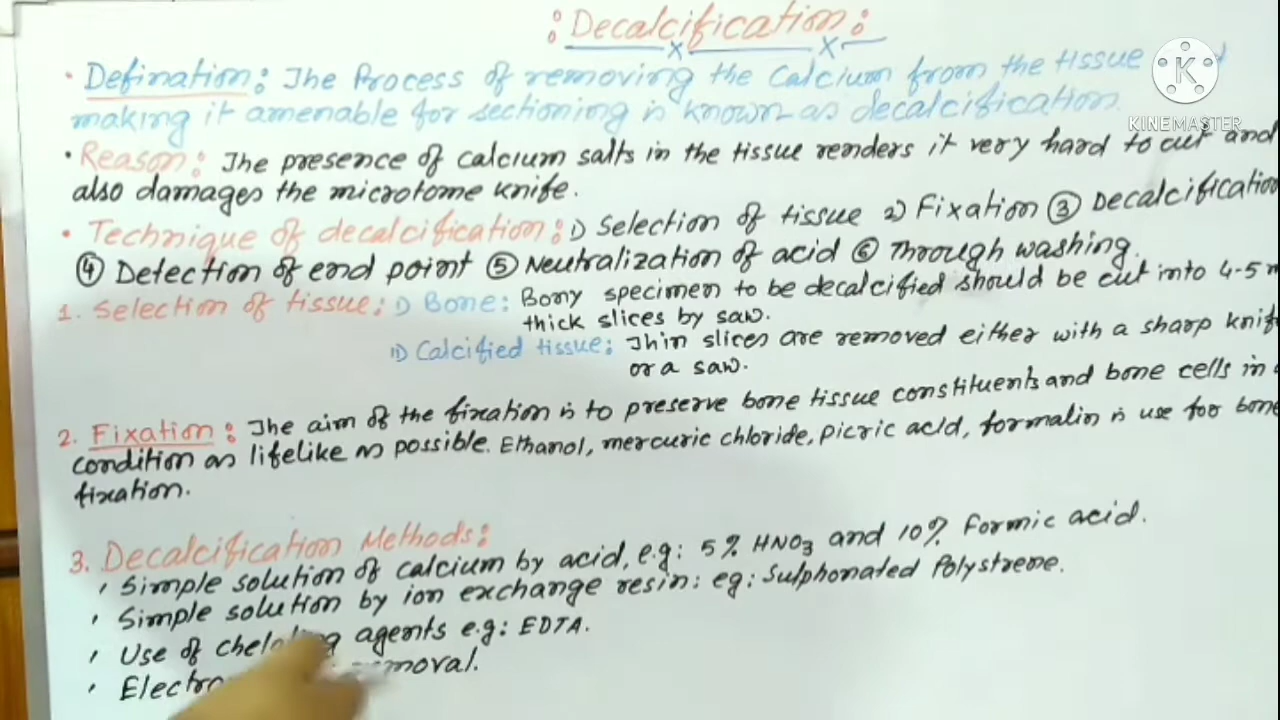 : Decalcification :
• Defination: The Process of removing the Calcium from the tissue
making it amenable for sectioning is known as decalcification.
• Reason: The presence of calcium salts in the tissue renders it very hard to cut and
also damages the microtome knife.
• Technique of decalcification: 1) Selection of tissue 2) Fixation ③ Decalcification
④ Detection of end point ⑤ Neutralization of acid ⑥ Through washing.
1. Selection of tissue: i) Bone: Bony specimen to be decalcified should be cut into 4-5 m
thick slices by saw.
ii) Calcified tissue: Thin slices are removed either with a sharp knife
or a saw.
2. Fixation: The aim of the fixation is to preserve bone tissue constituents and bone cells in
condition as lifelike as possible. Ethanol, mercuric chloride, picric acid, formalin is use for bone
fixation.
3. Decalcification Methods:
, Simple solution of calcium by acid, e.g: 5% HNO3 and 10% Formic acid.
, Simple solution by ion exchange resin: eg: Sulphonated Polystrene.
, Use of agents e.g: EDTA.
K
KINEMASTER